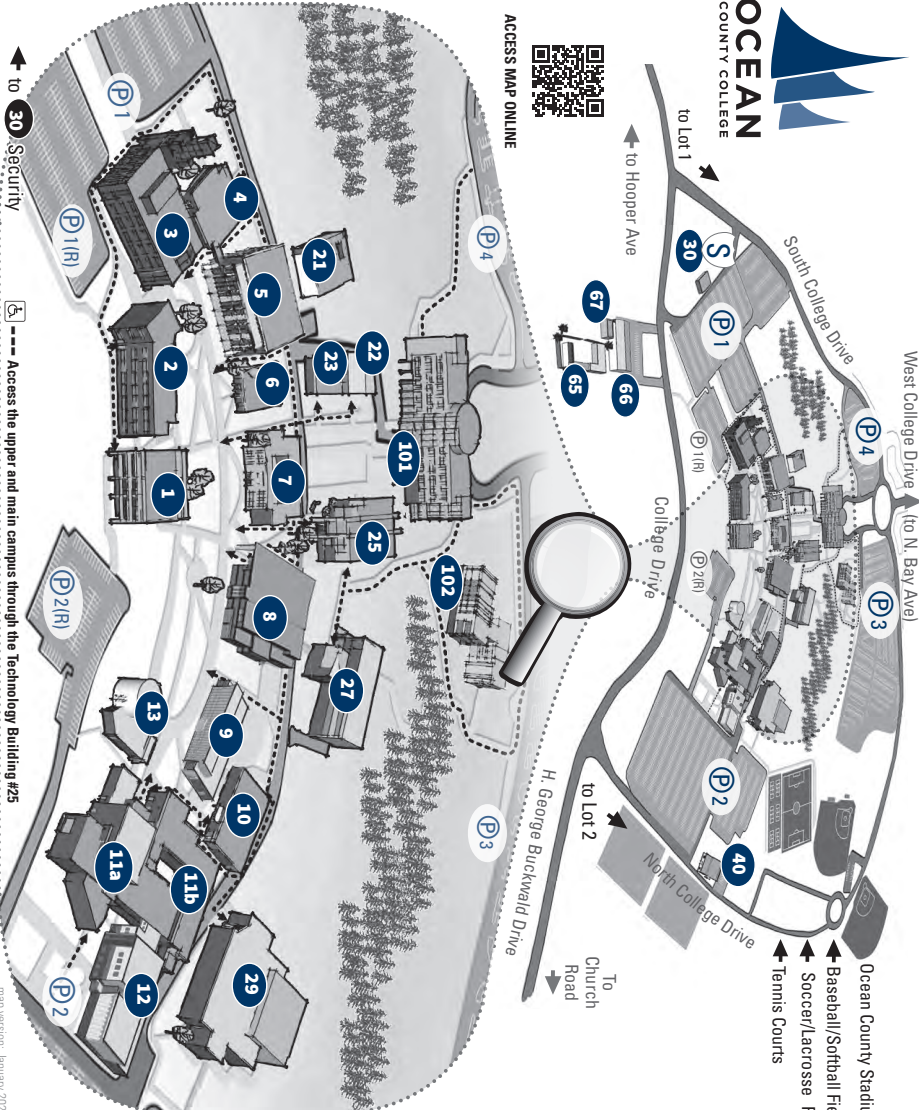 OCEAN
COUNTY COLLEGE
ACCESS MAP ONLINE
West College Drive
(to N. Bay Ave)
South College Drive
to Lot 1
to Hooper Ave
S
30
P1
P4
P3
P1(R)
P2(R)
P2
67
65
66
40
College Drive
to Lot 2
North College Drive
H. George Buckwald Drive
To
Church
Road
Ocean County
Baseball/Softball
Soccer/Lacrosse
Tennis Courts
P1
P1(R)
P4
P3
P2(R)
P2
4
3
21
5
22
23
6
2
101
7
1
25
102
8
27
9
13
10
11a
11b
12
29
to 30 Security
Access the upper and main campus through the Technology Building #25
map version: January